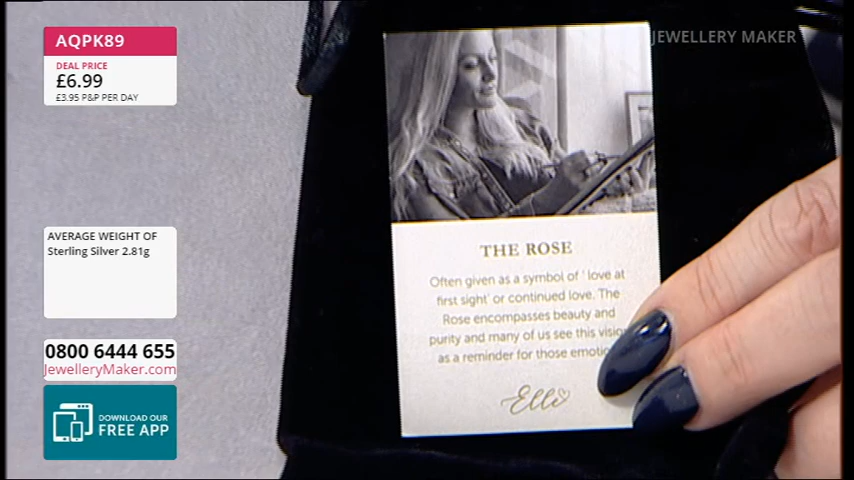 AQPK89
DEAL PRICE
£6.99
£3.95 P&P PER DAY
AVERAGE WEIGHT OF
Sterling Silver 2.81g
0800 6444 655
JewelleryMaker.com
DOWNLOAD OUR
FREE APP
JEWELLERY MAKER
THE ROSE
Often given as a symbol of ' love at
first sight' or continued love. The
Rose encompasses beauty and
purity and many of us see this
as a reminder for those
Elli